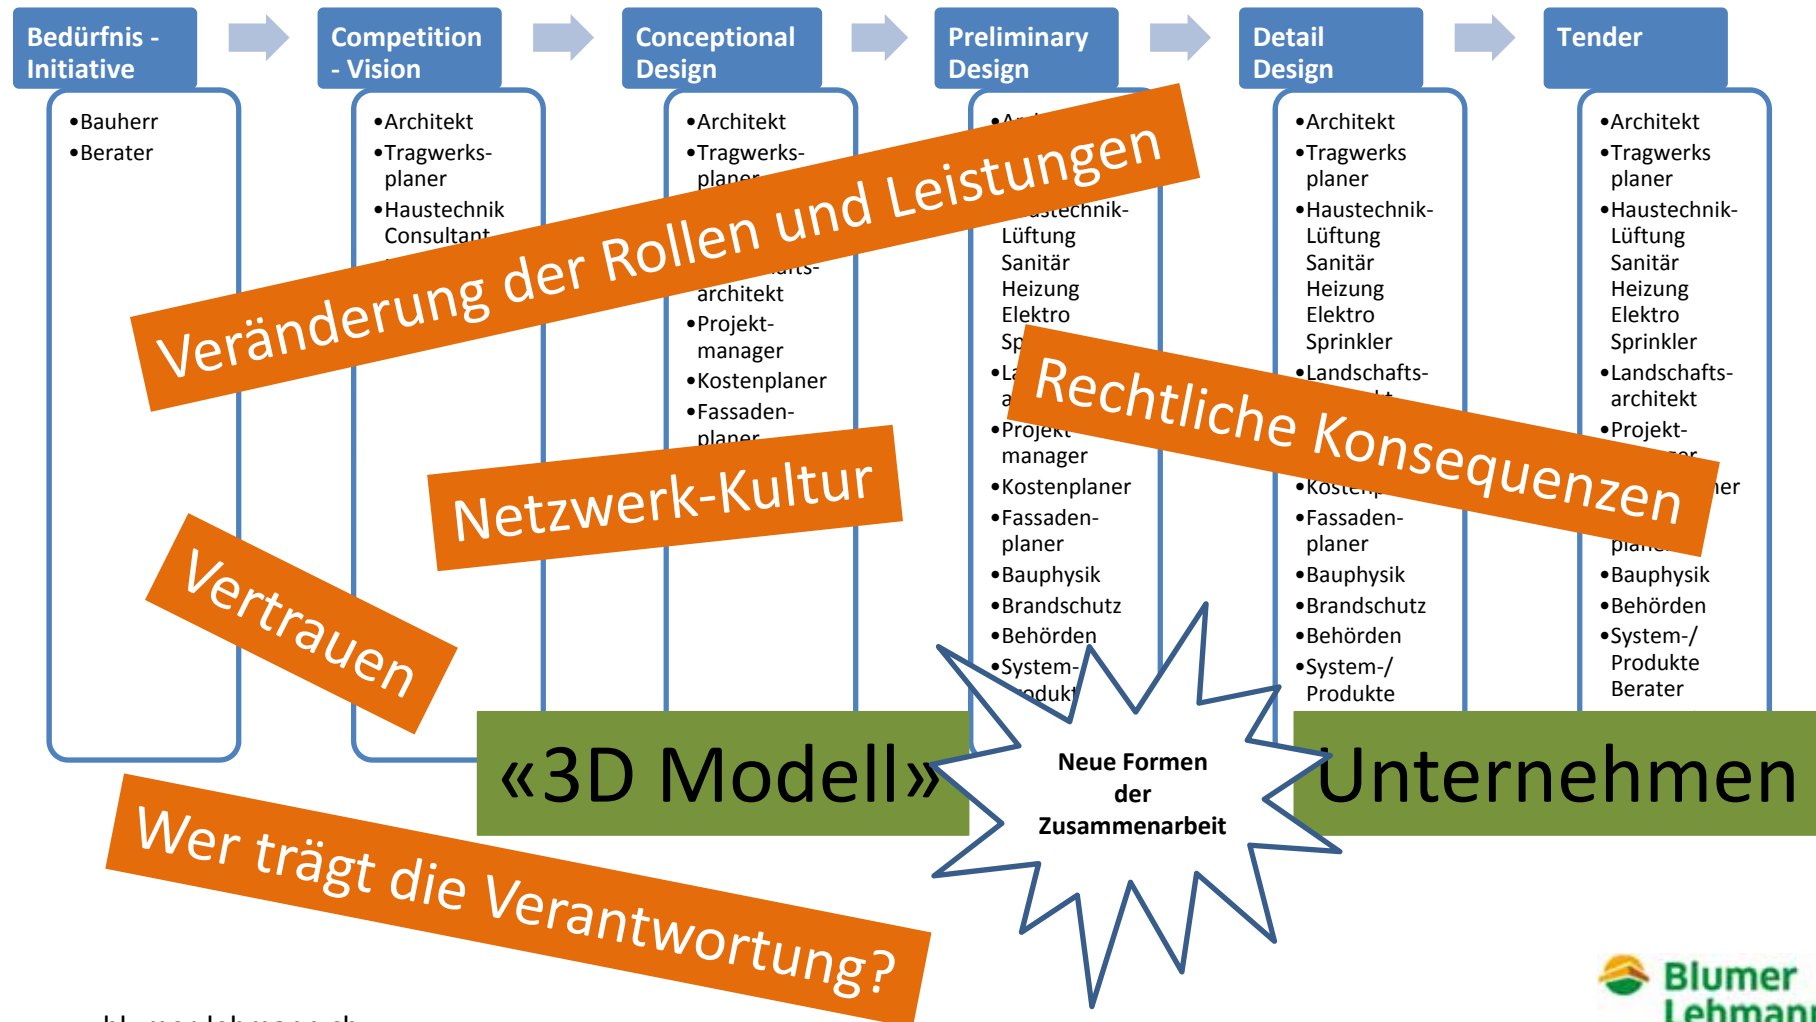 Bedürfnis -
Initiative
Competition
- Vision
Conceptional
Design
Preliminary
Design
Detail
Design
Tender
•Bauherr
•Berater
•Architekt
•Tragwerks-
planer
•Haustechnik
Consultant
•Architekt
•Tragwerks-
planer
architekt
•Projekt-
manager
•Kostenplaner
•Fassaden-
planer
Lüftung
Sanitär
Heizung
Elektro
•Projekt
manager
•Kostenplaner
•Fassaden-
planer
•Bauphysik
•Brandschutz
•Behörden
•System-
•Architekt
•Tragwerks
planer
•Haustechnik-
Lüftung
Sanitär
Heizung
Elektro
Sprinkler
•Landschafts-
•Fassaden-
planer
•Bauphysik
•Brandschutz
•Behörden
•System-/
Produkte
•Architekt
•Tragwerks
planer
•Haustechnik-
Lüftung
Sanitär
Heizung
Elektro
Sprinkler
•Landschafts-
architekt
•Projekt-
•Bauphysik
•Behörden
•System-/
Produkte
Berater
Veränderung der Rollen und Leistungen
Rechtliche Konsequenzen
Netzwerk-Kultur
Vertrauen
«3D Modell»
Neue Formen
der
Zusammenarbeit
Unternehmen
Wer trägt die Verantwortung?
Blumer
Lehmann